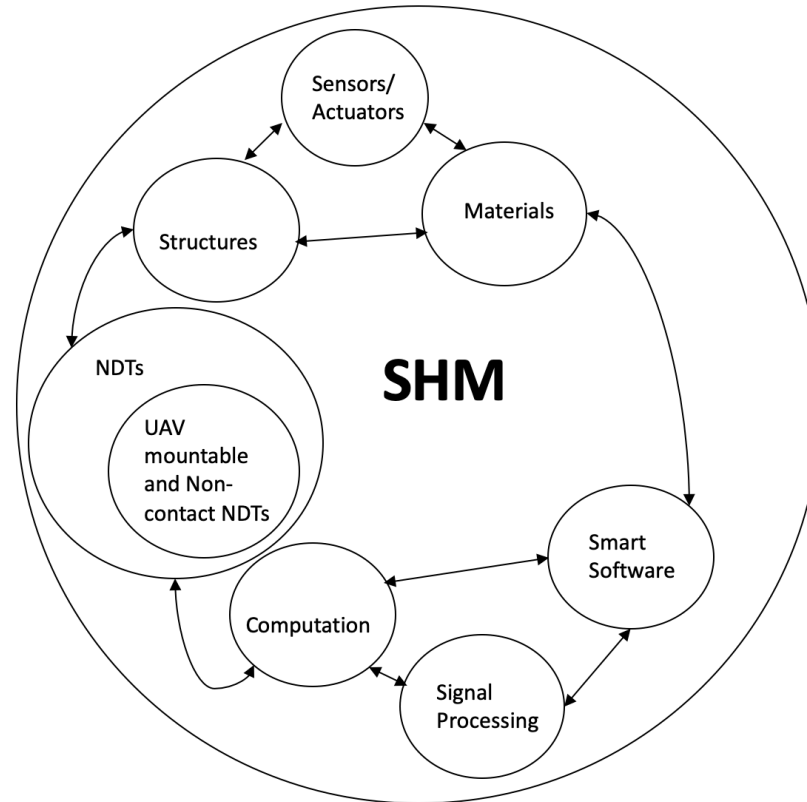 Sensors/
Actuators
Materials
Structures
NDTs
SHM
UAV
mountable
and Non-
contact NDTs
Smart
Software
Computation
Signal
Processing